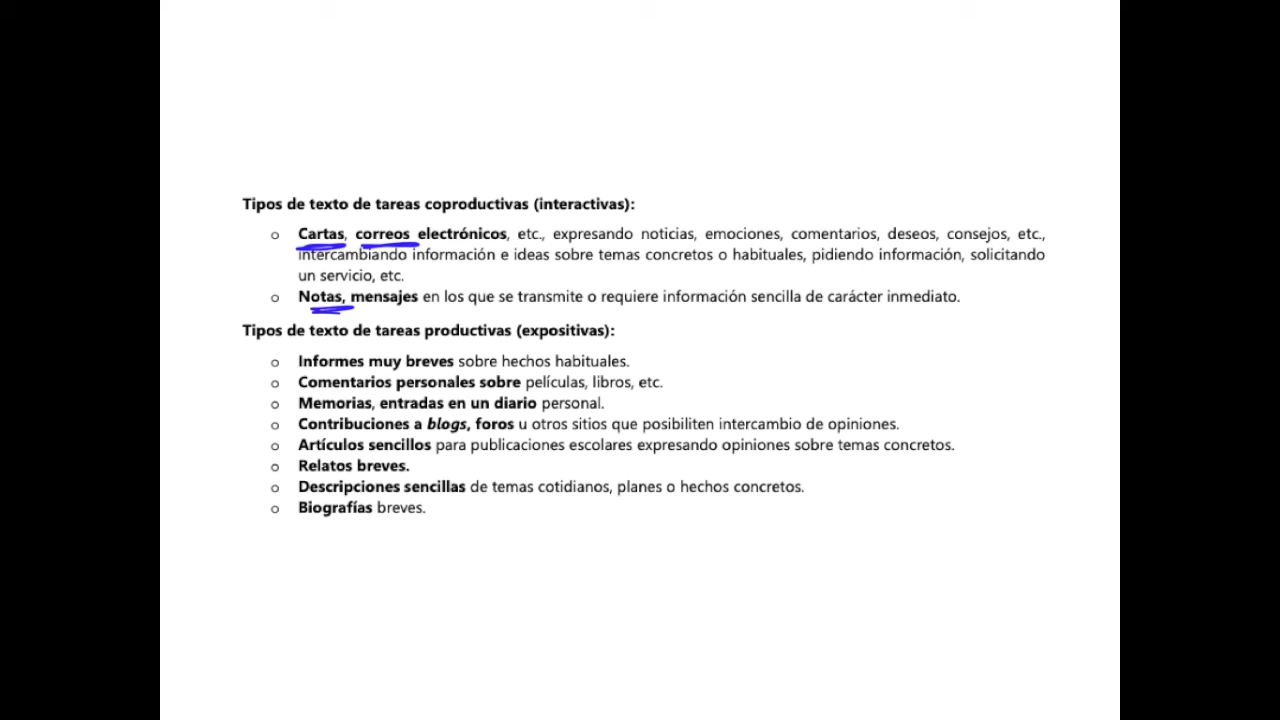 Tipos de texto de tareas coproductivas (interactivas):
o Cartas, correos electrónicos, etc., expresando noticias, emociones, comentarios, deseos, consejos, etc.,
intercambiando información e ideas sobre temas concretos o habituales, pidiendo información, solicitando
un servicio, etc.
o Notas, mensajes en los que se transmite o requiere información sencilla de carácter inmediato.
Tipos de texto de tareas productivas (expositivas):
o Informes muy breves sobre hechos habituales.
o Comentarios personales sobre películas, libros, etc.
o Memorias, entradas en un diario personal.
o Contribuciones a blogs, foros u otros sitios que posibiliten intercambio de opiniones.
o Artículos sencillos para publicaciones escolares expresando opiniones sobre temas concretos.
o Relatos breves.
o Descripciones sencillas de temas cotidianos, planes o hechos concretos.
o Biografías breves.